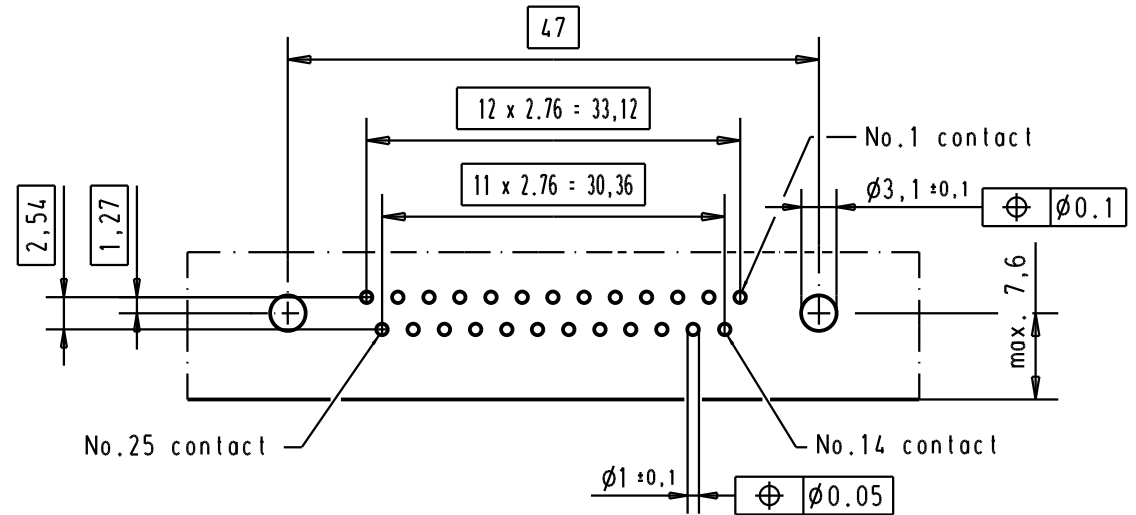 47
12 x 2.76 = 33,12
No.1 contact
11 x 2.76 = 30,36
Ø3,1 ±0,1
⌖ Ø0.1
2,54
1,27
max. 7,6
No.25 contact
No.14 contact
Ø1 ±0,1
⌖ Ø0.05